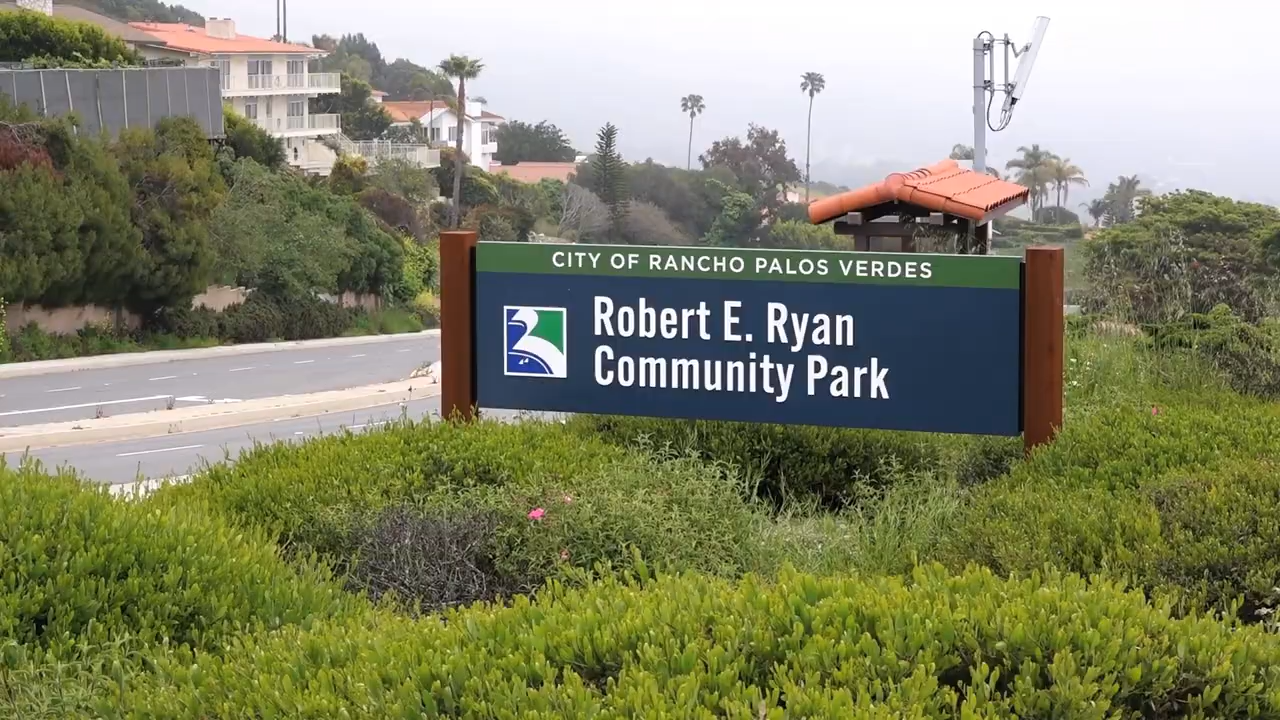 CITY OF RANCHO PALOS VERDES
Robert E. Ryan
Community Park